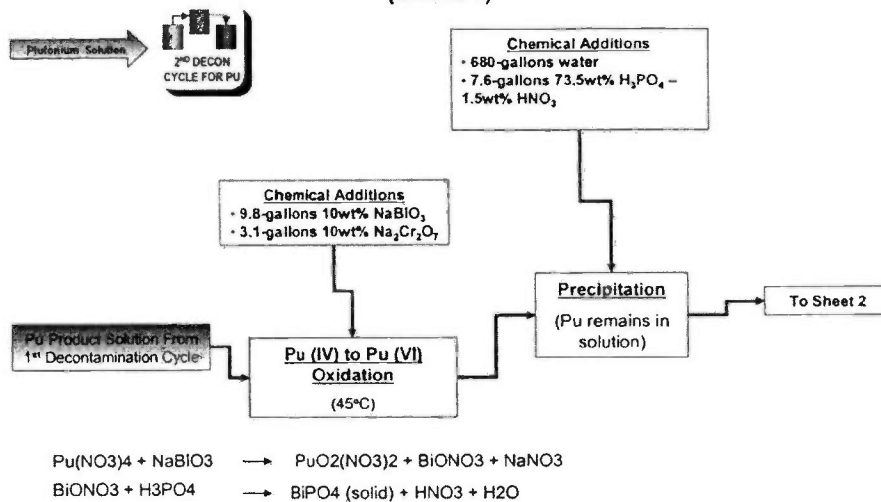 Plutonium Solution
2ND DECON
CYCLE FOR PU
Chemical Additions
• 680-gallons water
• 7.6-gallons 73.5wt% H₃PO₄ –
1.5wt% HNO₃
Chemical Additions
• 9.8-gallons 10wt% NaBIO₃
• 3.1-gallons 10wt% Na₂Cr₂O₇
Precipitation
(Pu remains in
solution)
To Sheet 2
Pu Product Solution From
1st Decontamination Cycle
Pu (IV) to Pu (VI)
Oxidation
(45°C)
Pu(NO3)4 + NaBIO3 → PuO2(NO3)2 + BiONO3 + NaNO3
BiONO3 + H3PO4 → BiPO4 (solid) + HNO3 + H2O